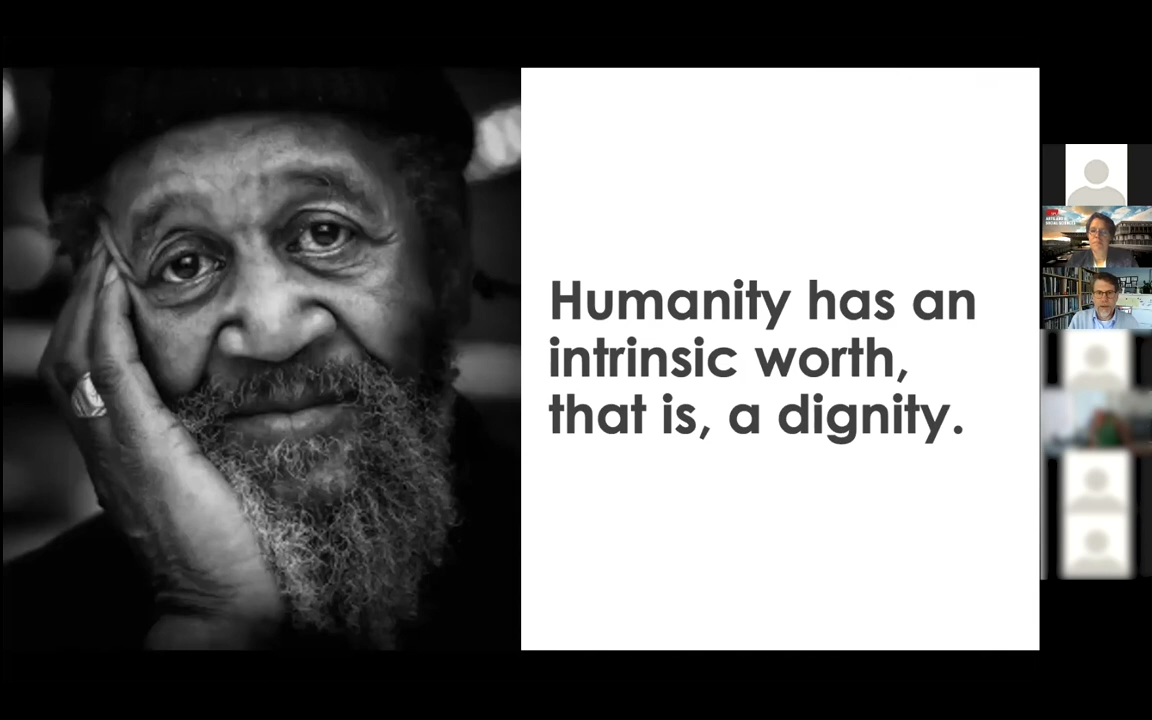 Humanity has an
intrinsic worth,
that is, a dignity.